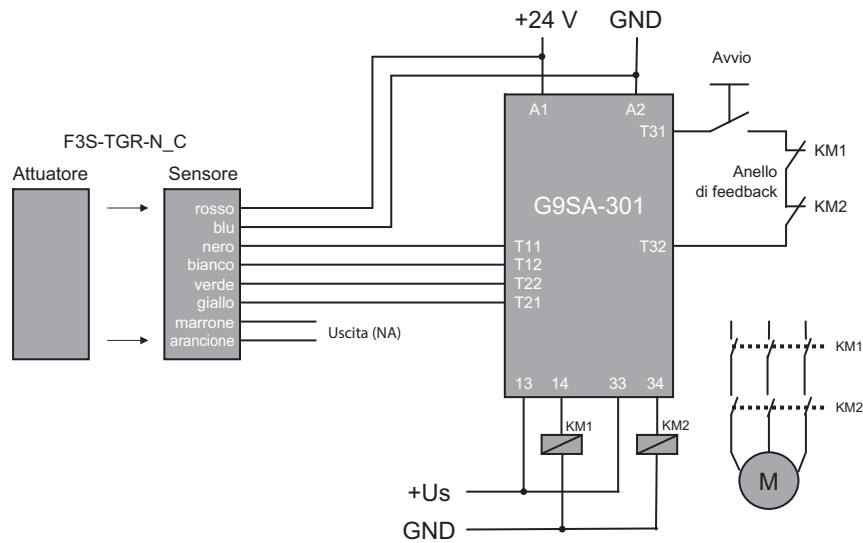 +24 V
GND
Avvio
A1
A2
T31
F3S-TGR-N_C
Attuatore
Sensore
KM1
Anello
di feedback
rosso
G9SA-301
KM2
blu
nero
T11
T32
bianco
T12
verde
T22
giallo
T21
marrone
Uscita (NA)
arancione
KM1
13
14
33
34
KM2
KM1
KM2
M
+Us
GND